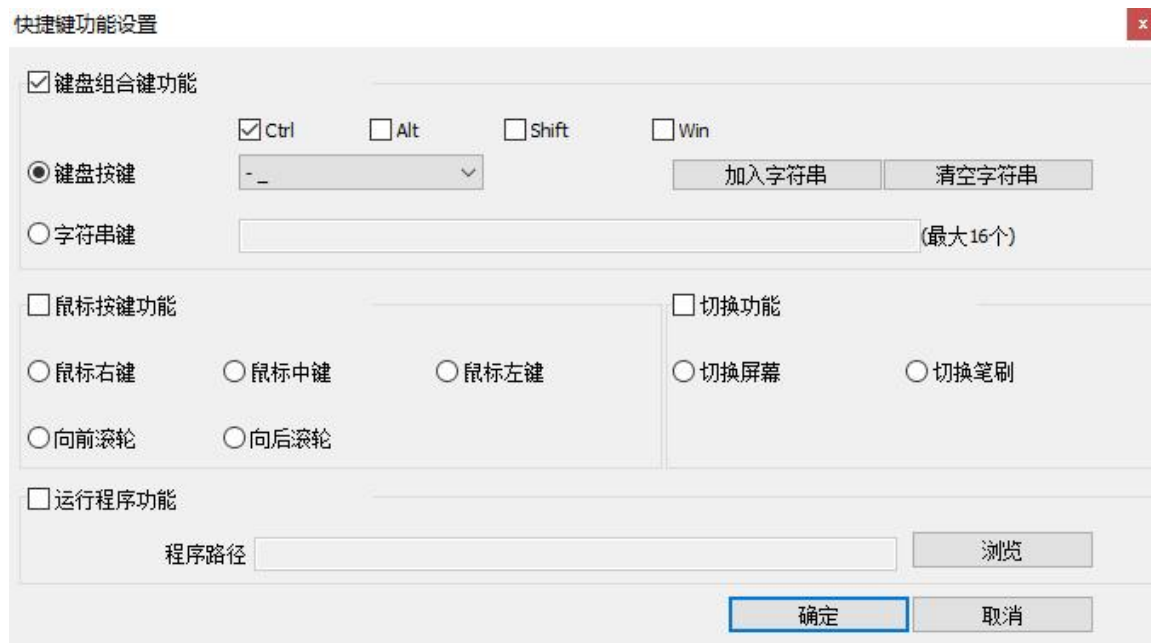 快捷键功能设置
x
键盘组合键功能
Ctrl Alt Shift Win
键盘按键 - _ 加入字符串 清空字符串
字符串键 (最大16个)
鼠标按键功能 切换功能
鼠标右键 鼠标中键 鼠标左键 切换屏幕 切换笔刷
向前滚轮 向后滚轮
运行程序功能
程序路径 浏览
确定 取消